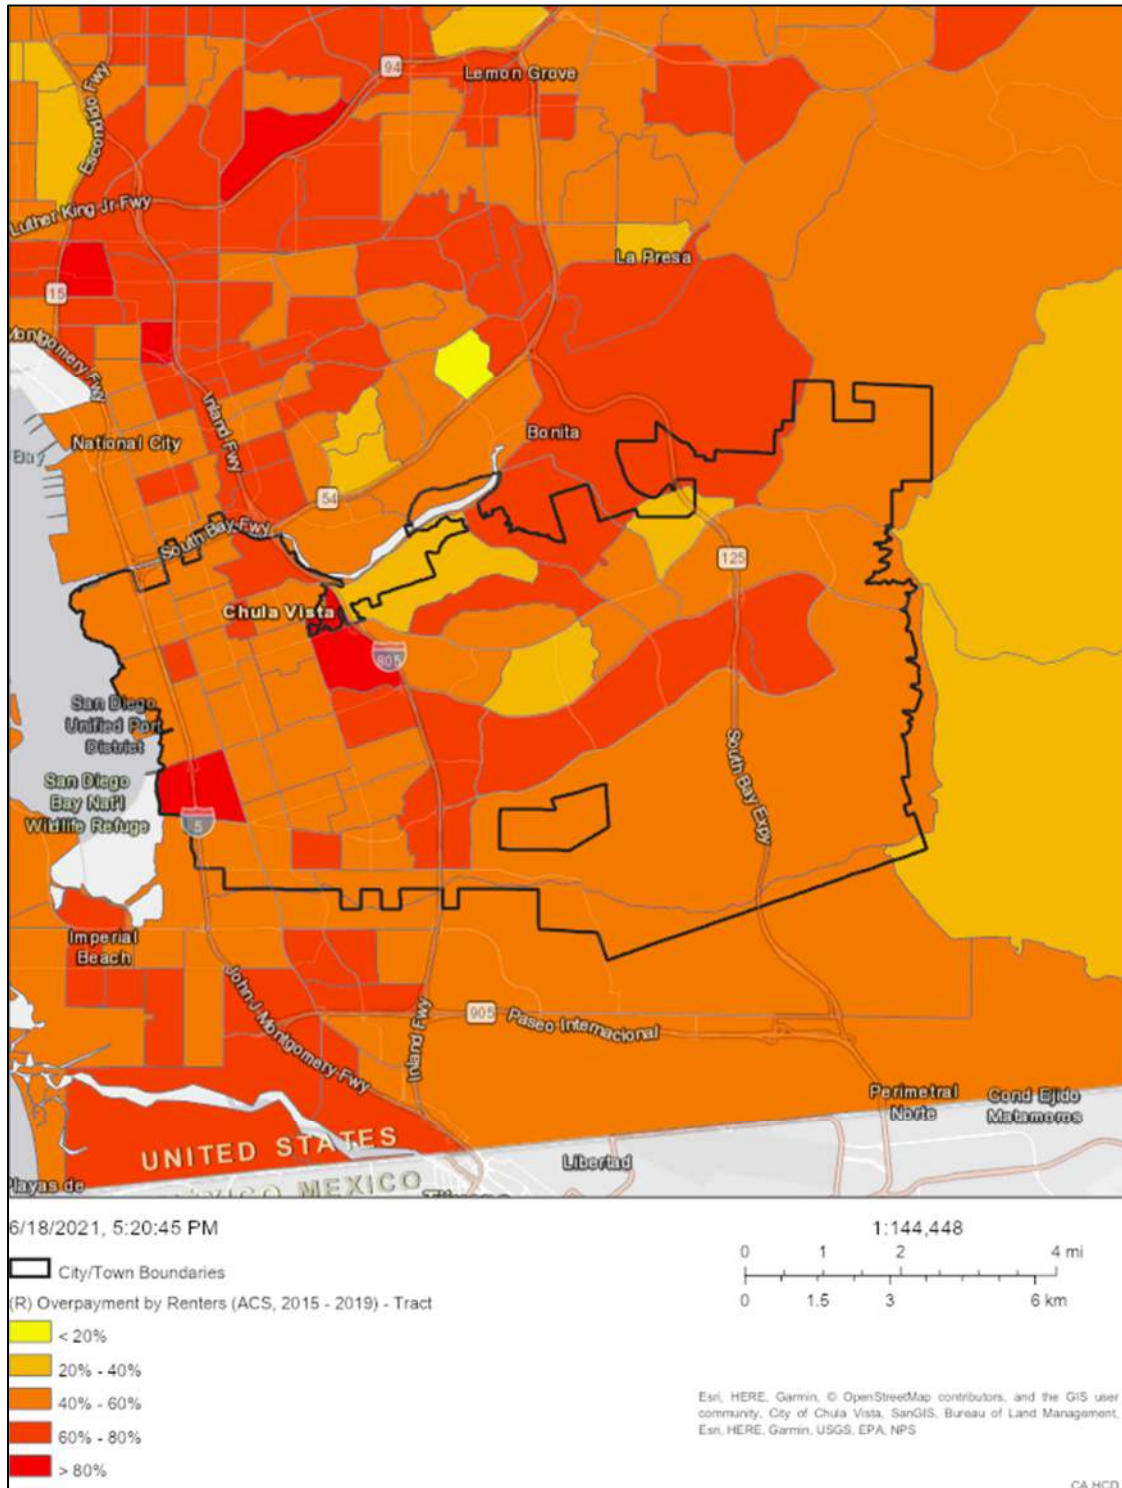 94
Lemon Grove
Escondido Fwy
Luther King Jr Fwy
La Presa
15
Montgomery Fwy
Inland Fwy
National City
Bonita
Bay
54
South Bay Fwy
125
Chula Vista
805
San Diego
Unified Port
District
San Diego
Bay Nat'l
Wildlife Refuge
5
South Bay Expy
Imperial
Beach
John J Montgomery Fwy
Inland Fwy
905
Paseo Internacional
Perimetral
Norte
Cond Ejido
Matamoros
UNITED STATES
MEXICO
Libertad
Playas de
6/18/2021, 5:20:45 PM
City/Town Boundaries
(R) Overpayment by Renters (ACS, 2015 - 2019) - Tract
< 20%
20% - 40%
40% - 60%
60% - 80%
> 80%
1:144,448
0 1 2 4 mi
0 1.5 3 6 km
Esri, HERE, Garmin, © OpenStreetMap contributors, and the GIS user
community, City of Chula Vista, SanGIS, Bureau of Land Management,
Esri, HERE, Garmin, USGS, EPA, NPS
CA HCD